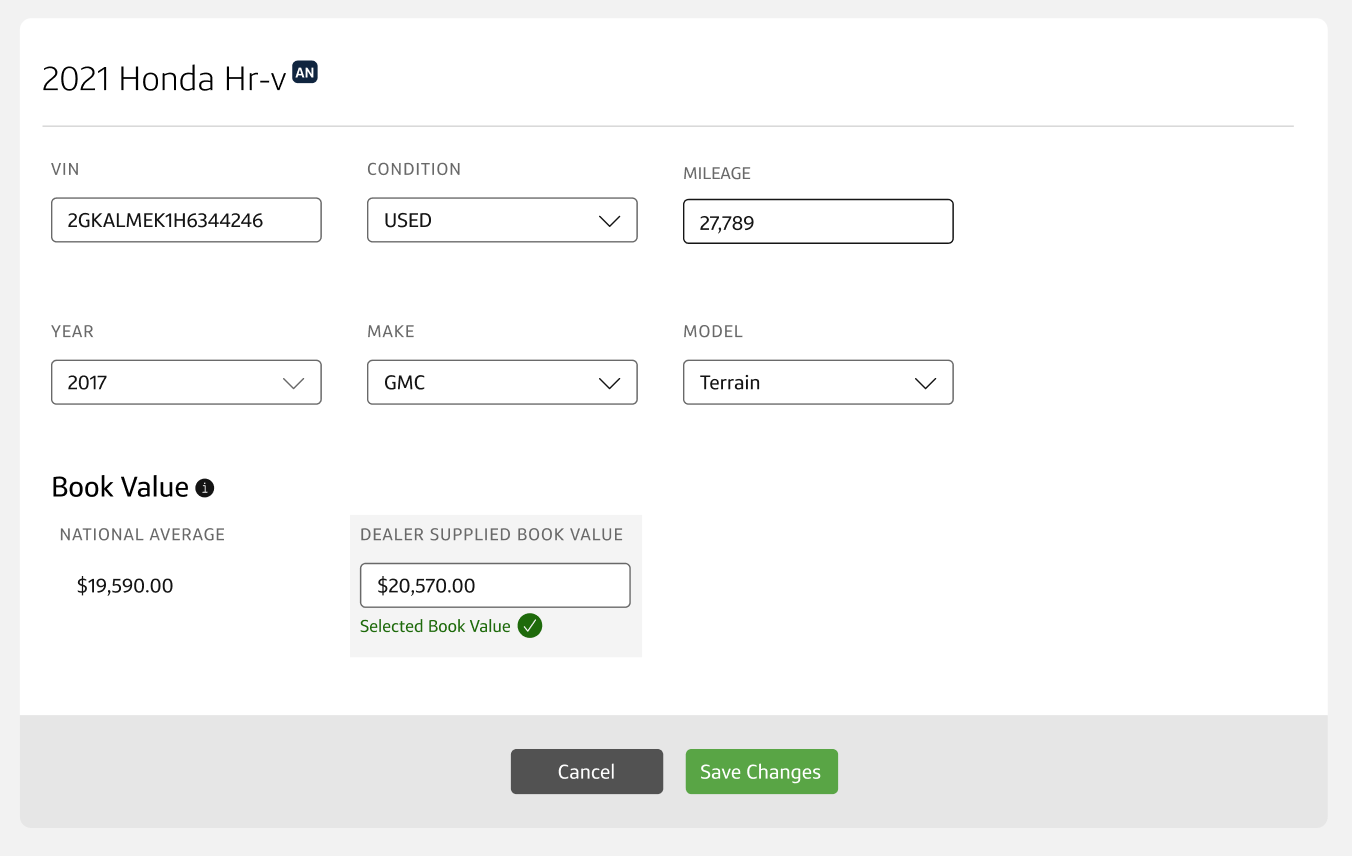 2021 Honda Hr-v AN
VIN CONDITION MILEAGE
2GKALMEK1H6344246 USED 27,789
YEAR MAKE MODEL
2017 GMC Terrain
Book Value i
NATIONAL AVERAGE DEALER SUPPLIED BOOK VALUE
$19,590.00 $20,570.00
Selected Book Value
Cancel Save Changes